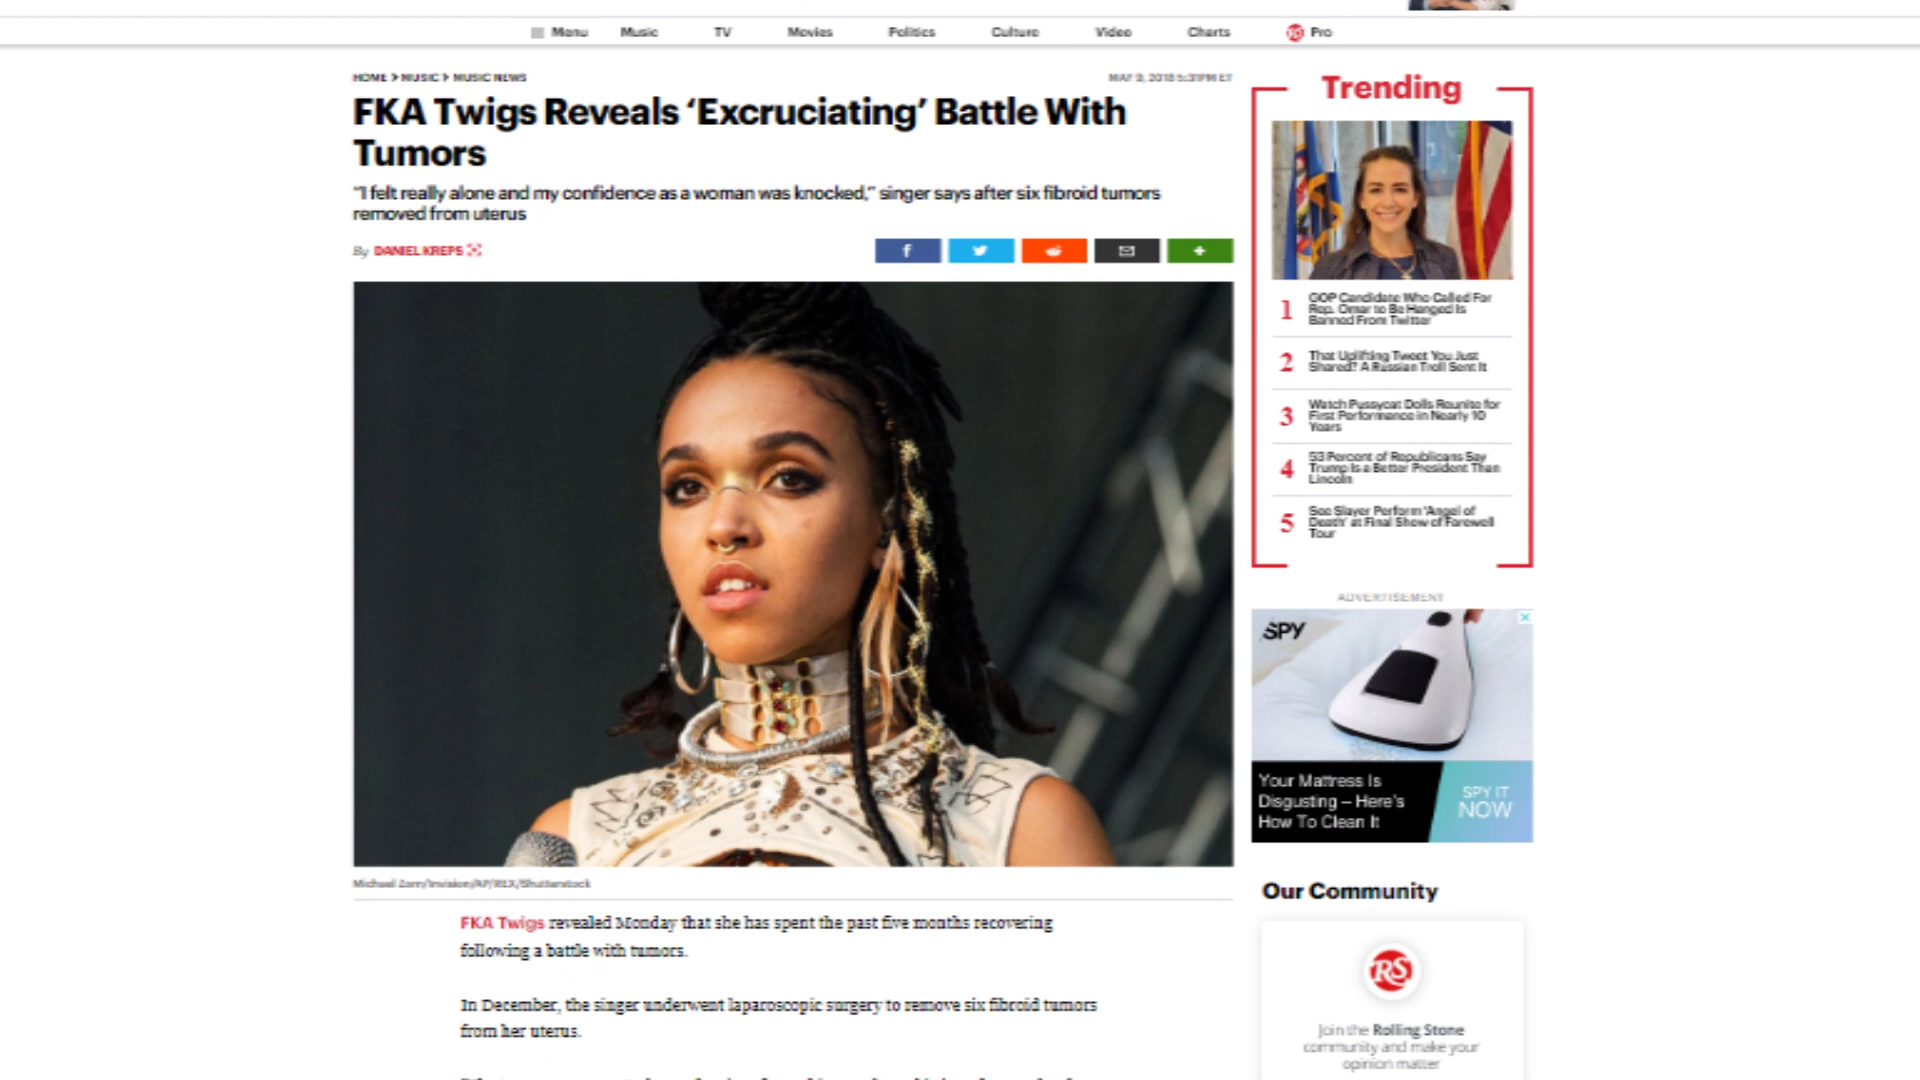 Menu Music TV Movies Politics Culture Video Charts RS Pro
HOME > MUSIC > MUSIC NEWS
MAY 9, 2018 5:31PM ET
FKA Twigs Reveals ‘Excruciating’ Battle With
Tumors
“I felt really alone and my confidence as a woman was knocked,” singer says after six fibroid tumors
removed from uterus
By DANIEL KREPS
Michael Zorn/Invision/AP/REX/Shutterstock
FKA Twigs revealed Monday that she has spent the past five months recovering
following a battle with tumors.
In December, the singer underwent laparoscopic surgery to remove six fibroid tumors
from her uterus.
Trending
1 GOP Candidate Who Called For
Rep. Omar to Be Hanged Is
Banned From Twitter
2 That Uplifting Tweet You Just
Shared? A Russian Troll Sent It
3 Watch Pussycat Dolls Reunite for
First Performance in Nearly 10
Years
4 53 Percent of Republicans Say
Trump Is a Better President Than
Lincoln
5 See Slayer Perform ‘Angel of
Death’ at Final Show of Farewell
Tour
ADVERTISEMENT
SPY
Your Mattress Is
Disgusting – Here's
How To Clean It
SPY IT
NOW
Our Community
RS
Join the Rolling Stone
community and make your
opinion matter